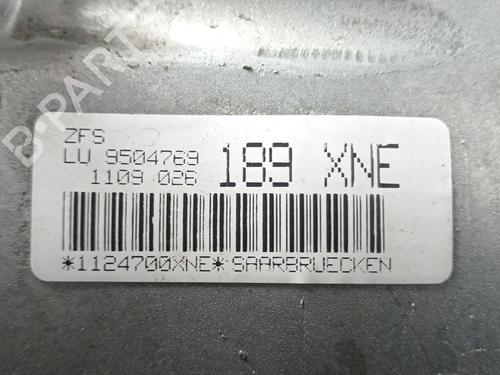 B-PARTS
ZFS
LU 9504769
1109 026
189 XNE
*1124700XNE*SAARBRUECKEN